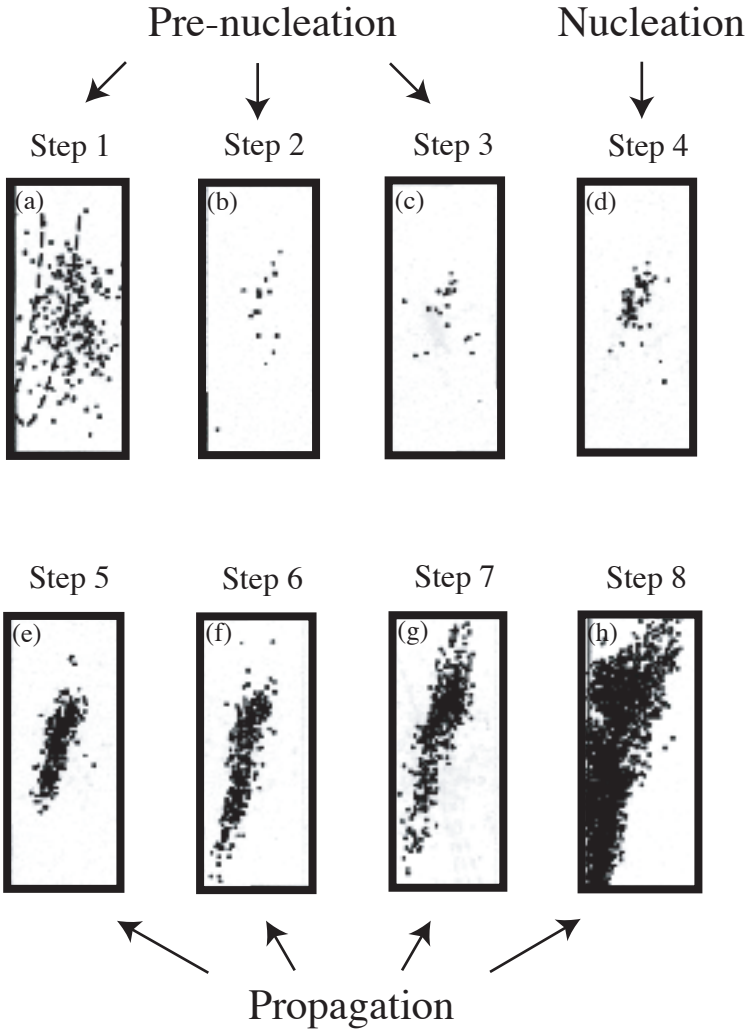 Pre-nucleation Nucleation
Step 1 Step 2 Step 3 Step 4
(a) (b) (c) (d)
Step 5 Step 6 Step 7 Step 8
(e) (f) (g) (h)
Propagation